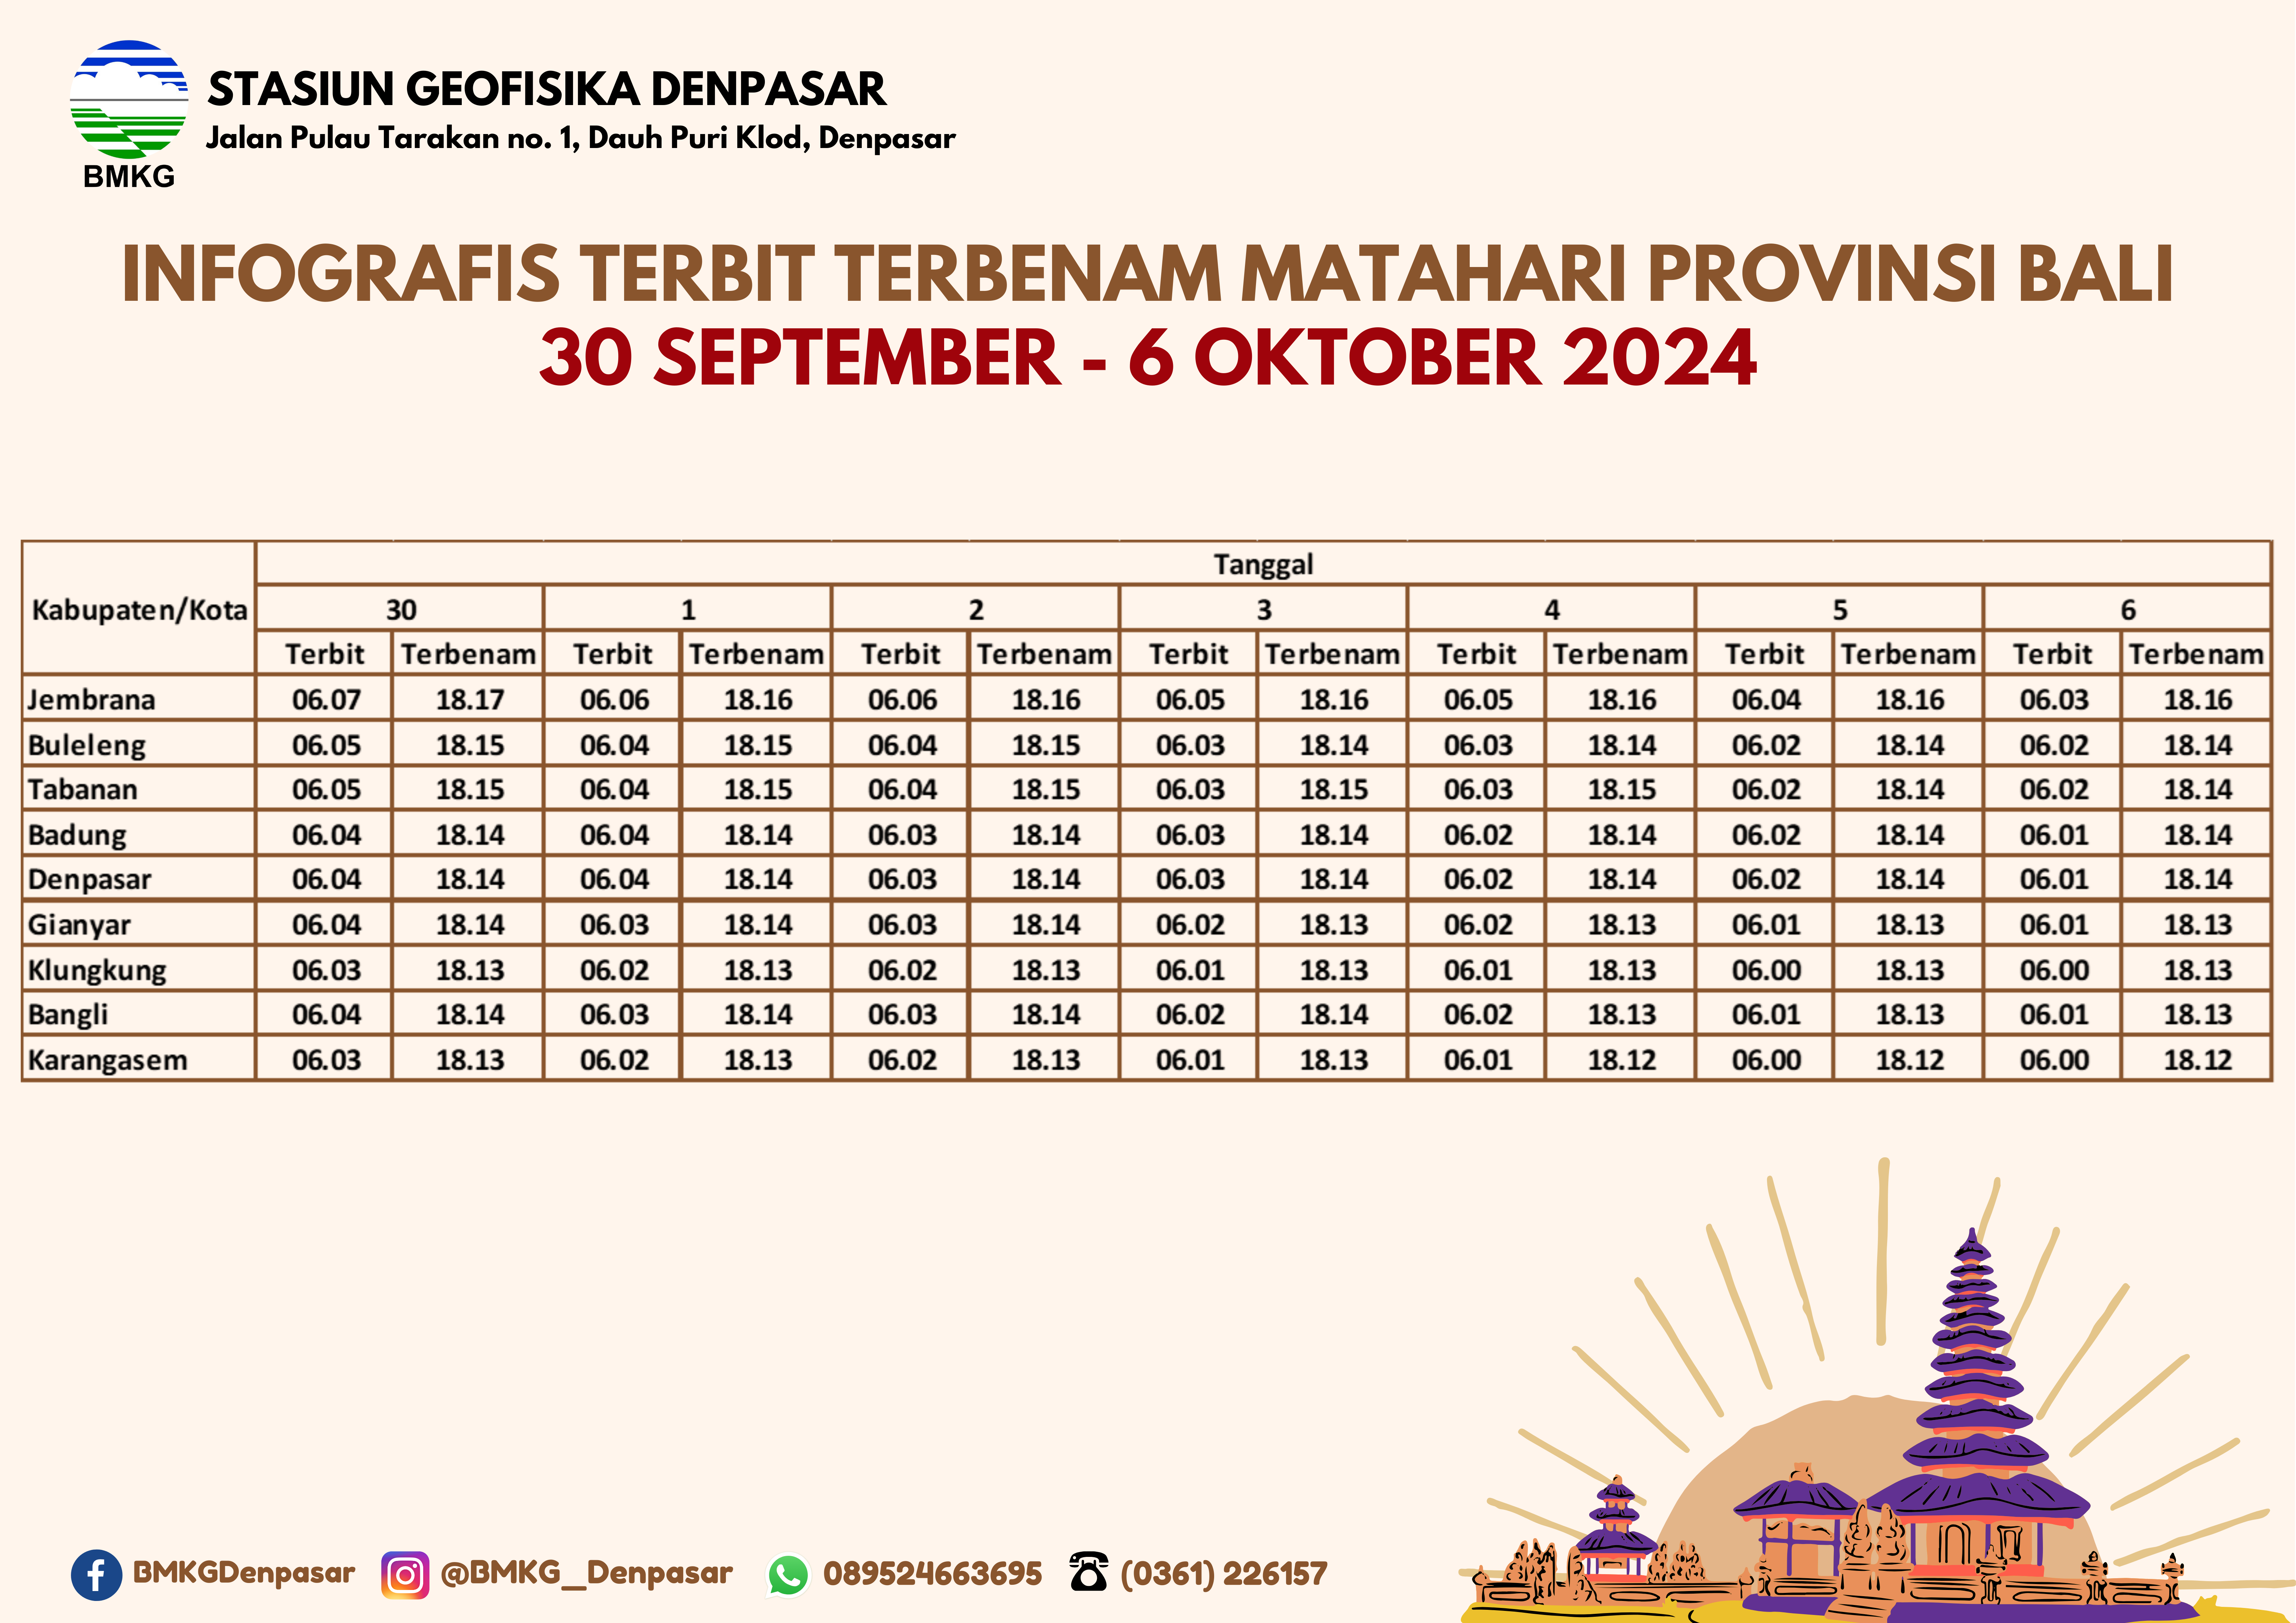 STASIUN GEOFISIKA DENPASAR
Jalan Pulau Tarakan no. 1, Dauh Puri Klod, Denpasar
BMKG
INFOGRAFIS TERBIT TERBENAM MATAHARI PROVINSI BALI
30 SEPTEMBER - 6 OKTOBER 2024
Tanggal
Kabupaten/Kota 30 1 2 3 4 5 6
Terbit Terbenam Terbit Terbenam Terbit Terbenam Terbit Terbenam Terbit Terbenam Terbit Terbenam Terbit Terbenam
Jembrana 06.07 18.17 06.06 18.16 06.06 18.16 06.05 18.16 06.05 18.16 06.04 18.16 06.03 18.16
Buleleng 06.05 18.15 06.04 18.15 06.04 18.15 06.03 18.14 06.03 18.14 06.02 18.14 06.02 18.14
Tabanan 06.05 18.15 06.04 18.15 06.04 18.15 06.03 18.15 06.03 18.15 06.02 18.14 06.02 18.14
Badung 06.04 18.14 06.04 18.14 06.03 18.14 06.03 18.14 06.02 18.14 06.02 18.14 06.01 18.14
Denpasar 06.04 18.14 06.04 18.14 06.03 18.14 06.03 18.14 06.02 18.14 06.02 18.14 06.01 18.14
Gianyar 06.04 18.14 06.03 18.14 06.03 18.14 06.02 18.13 06.02 18.13 06.01 18.13 06.01 18.13
Klungkung 06.03 18.13 06.02 18.13 06.02 18.13 06.01 18.13 06.01 18.13 06.00 18.13 06.00 18.13
Bangli 06.04 18.14 06.03 18.14 06.03 18.14 06.02 18.14 06.02 18.13 06.01 18.13 06.01 18.13
Karangasem 06.03 18.13 06.02 18.13 06.02 18.13 06.01 18.13 06.01 18.12 06.00 18.12 06.00 18.12
BMKGDenpasar @BMKG_Denpasar 089524663695 (0361) 226157